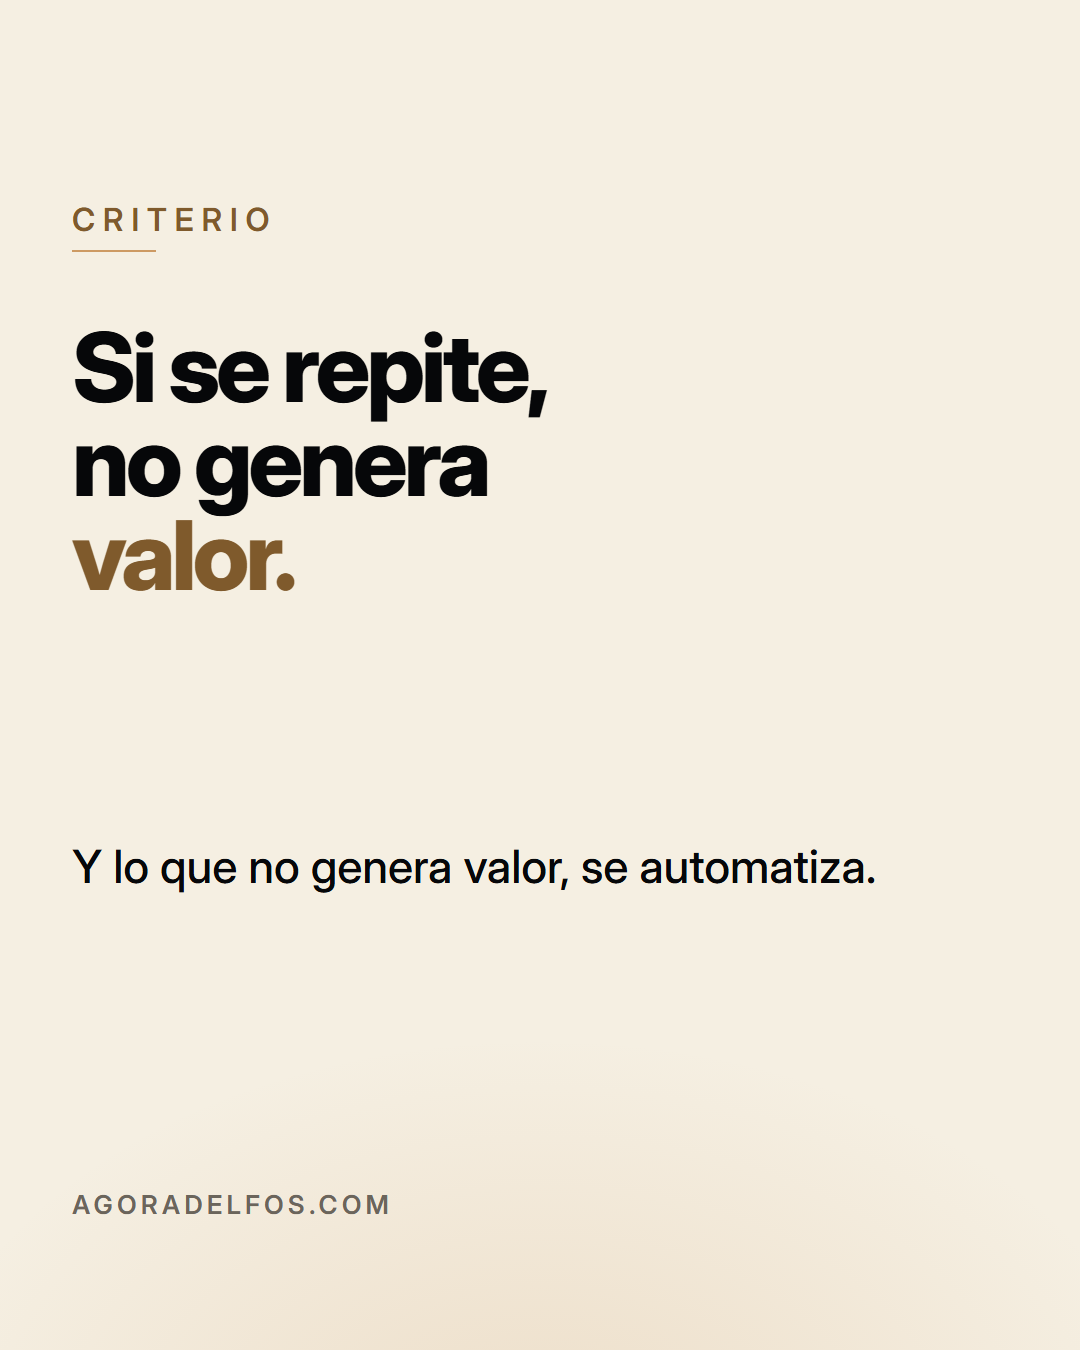 CRITERIO
Si se repite,
no genera
valor.
Y lo que no genera valor, se automatiza.
AGORADELFOS.COM